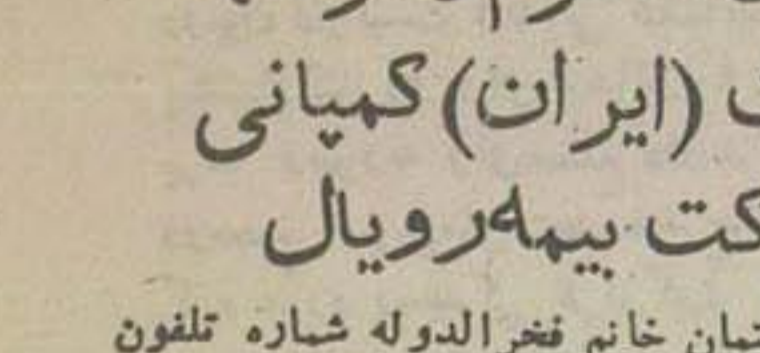 (ایران) کمپانی
بیمه رویال
خانم فخرالدوله شماره تلفون